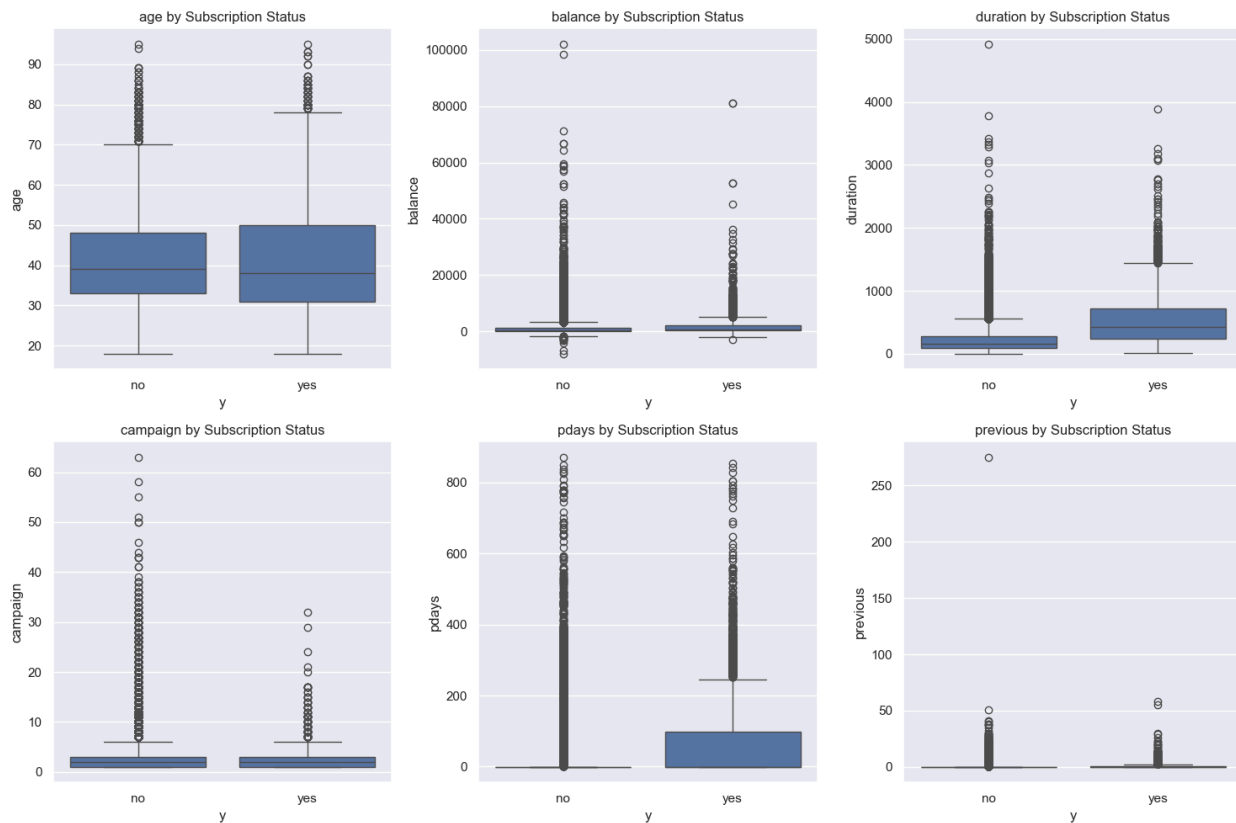 age by Subscription Status
90
80
70
60
50
40
30
20
age
no
yes
y
balance by Subscription Status
100000
80000
60000
40000
20000
0
balance
no
yes
y
duration by Subscription Status
5000
4000
3000
2000
1000
0
duration
no
yes
y
campaign by Subscription Status
60
50
40
30
20
10
0
campaign
no
yes
y
pdays by Subscription Status
800
600
400
200
0
pdays
no
yes
y
previous by Subscription Status
250
200
150
100
50
0
previous
no
yes
y